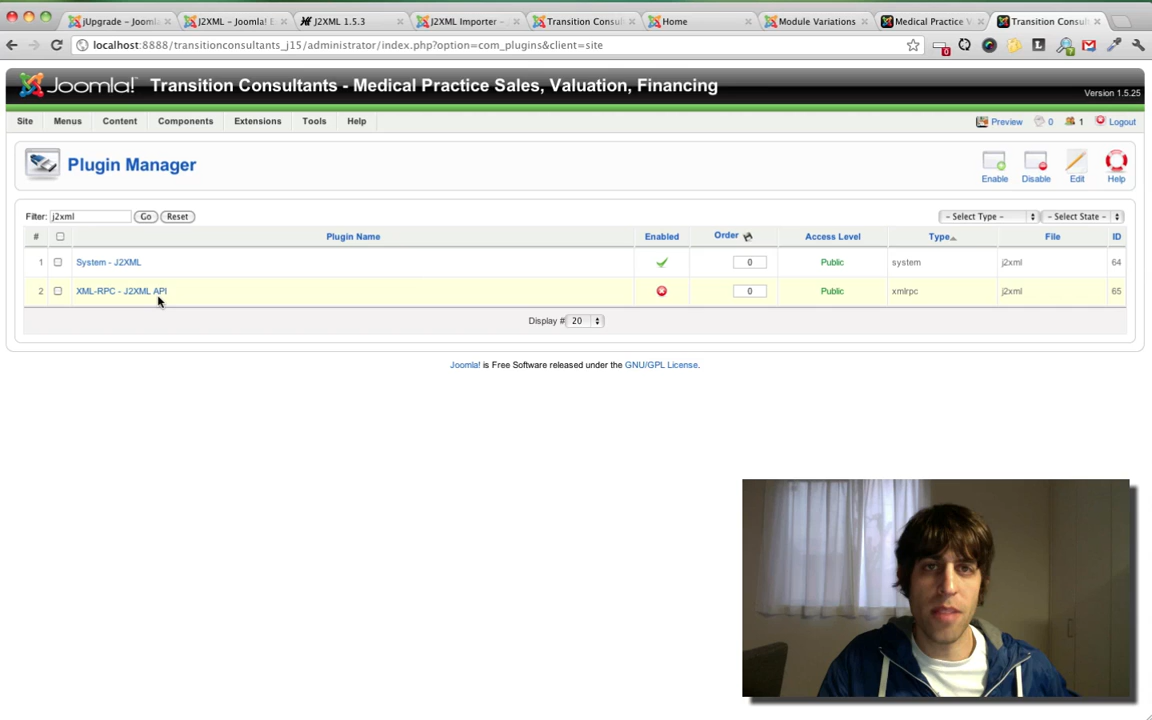 jUpgrade – Joomla
J2XML – Joomla! E
J2XML 1.5.3
J2XML Importer –
Transition Consul
Home
Module Variations
Medical Practice V
Transition Consul
localhost:8888/transitionconsultants_j15/administrator/index.php?option=com_plugins&client=site
Joomla! Transition Consultants - Medical Practice Sales, Valuation, Financing
Version 1.5.25
Site Menus Content Components Extensions Tools Help Preview 0 1 Logout
Plugin Manager
Enable Disable Edit Help
Filter: j2xml Go Reset - Select Type - - Select State -
# Plugin Name Enabled Order Access Level Type File ID
1 System - J2XML 0 Public system j2xml 64
2 XML-RPC - J2XML API 0 Public xmlrpc j2xml 65
Display # 20
Joomla! is Free Software released under the GNU/GPL License.